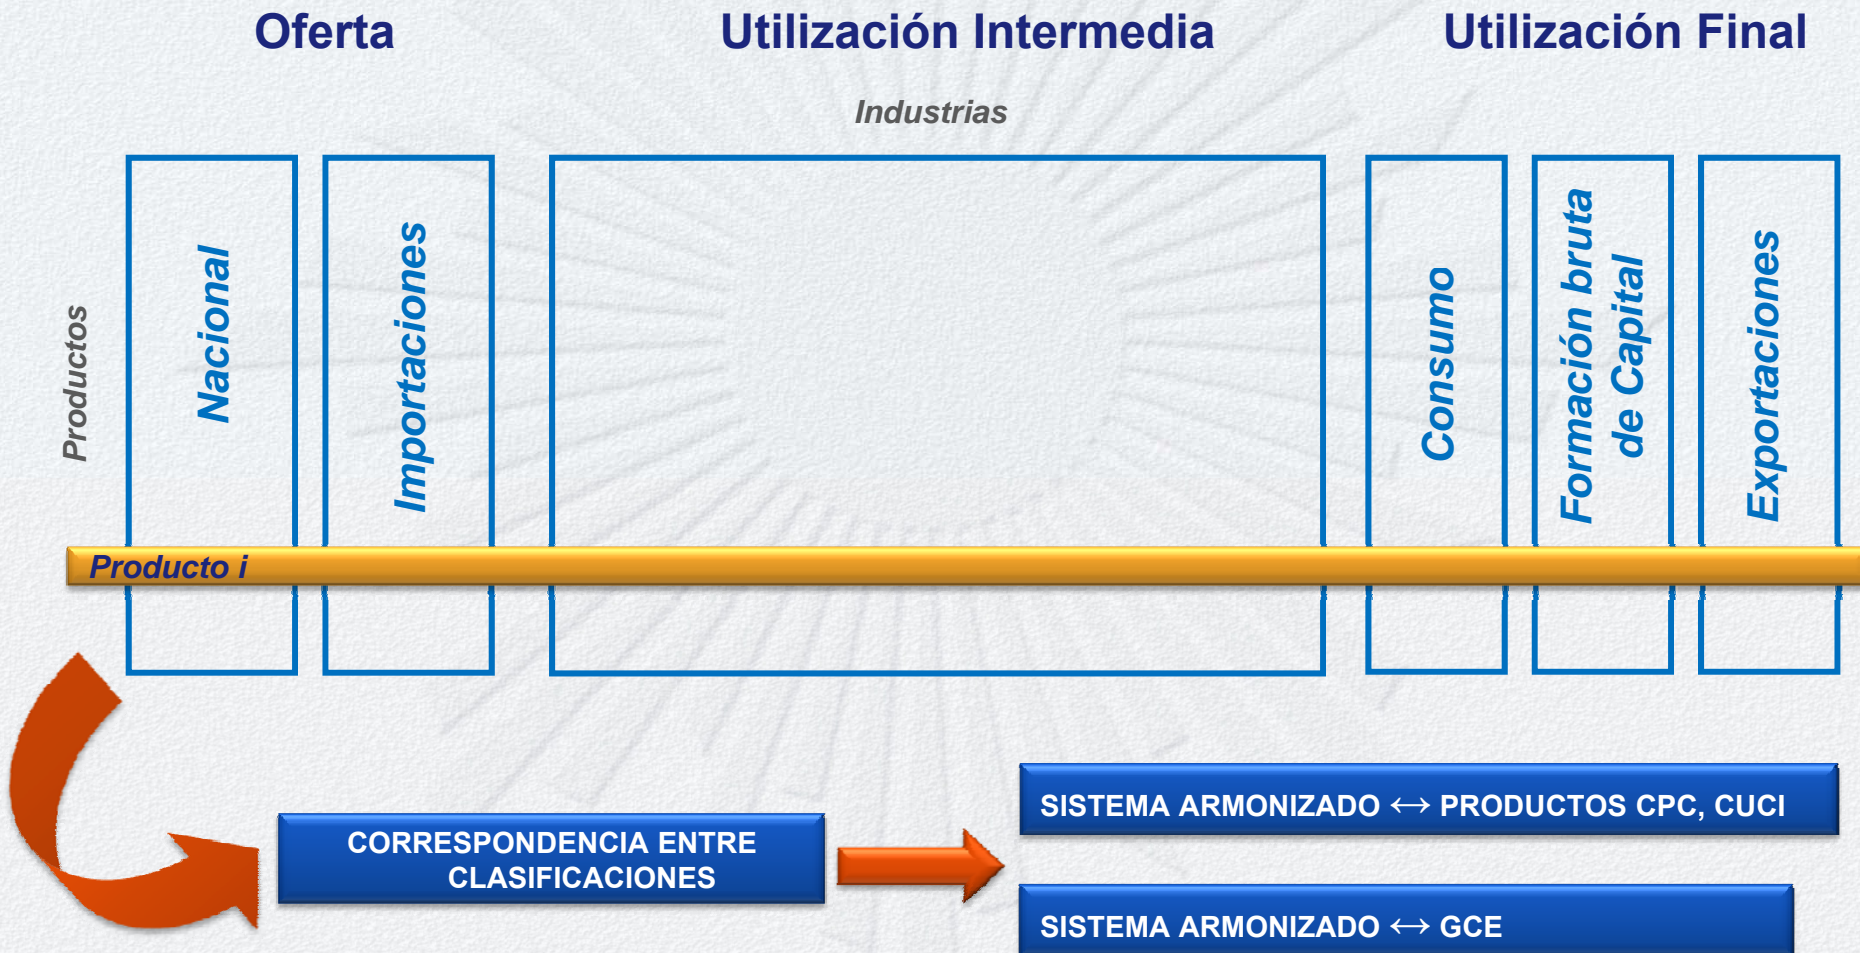 Oferta
Utilización Intermedia
Utilización Final
Industrias
Productos
Nacional
Importaciones
Consumo
Formación bruta
de Capital
Exportaciones
Producto i
CORRESPONDENCIA ENTRE
CLASIFICACIONES
SISTEMA ARMONIZADO ↔ PRODUCTOS CPC, CUCI
SISTEMA ARMONIZADO ↔ GCE